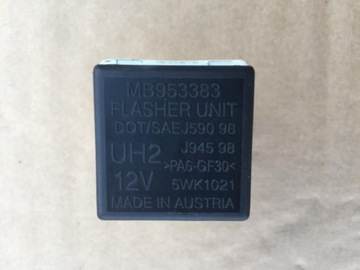 MB953383
FLASHER UNIT
DOT/SAEJ590 98
UH2 J945 98
>PA6-GF30<
12V 5WK1021
MADE IN AUSTRIA